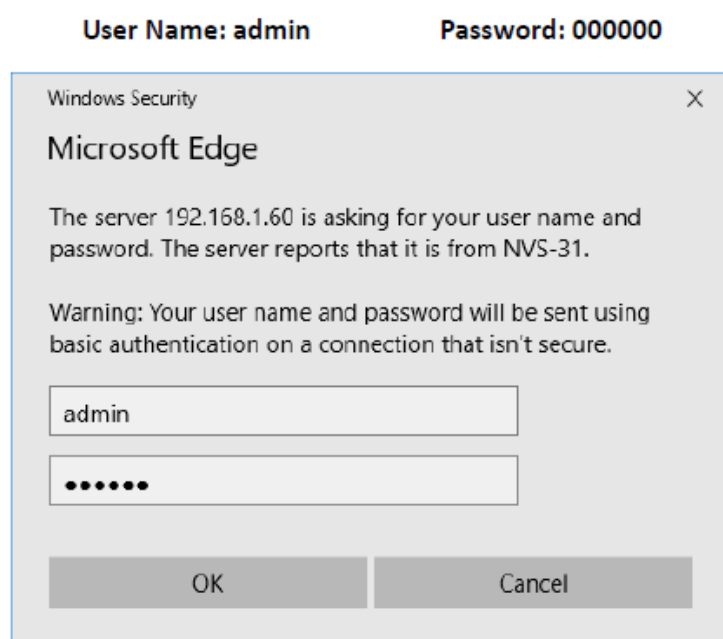 User Name: admin Password: 000000
Windows Security
Microsoft Edge
The server 192.168.1.60 is asking for your user name and
password. The server reports that it is from NVS-31.
Warning: Your user name and password will be sent using
basic authentication on a connection that isn't secure.
admin
••••••
OK Cancel